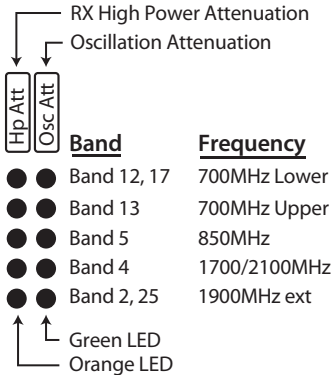 RX High Power Attenuation
Oscillation Attenuation
Hp Att
Osc Att
Band Frequency
Band 12, 17 700MHz Lower
Band 13 700MHz Upper
Band 5 850MHz
Band 4 1700/2100MHz
Band 2, 25 1900MHz ext
Green LED
Orange LED